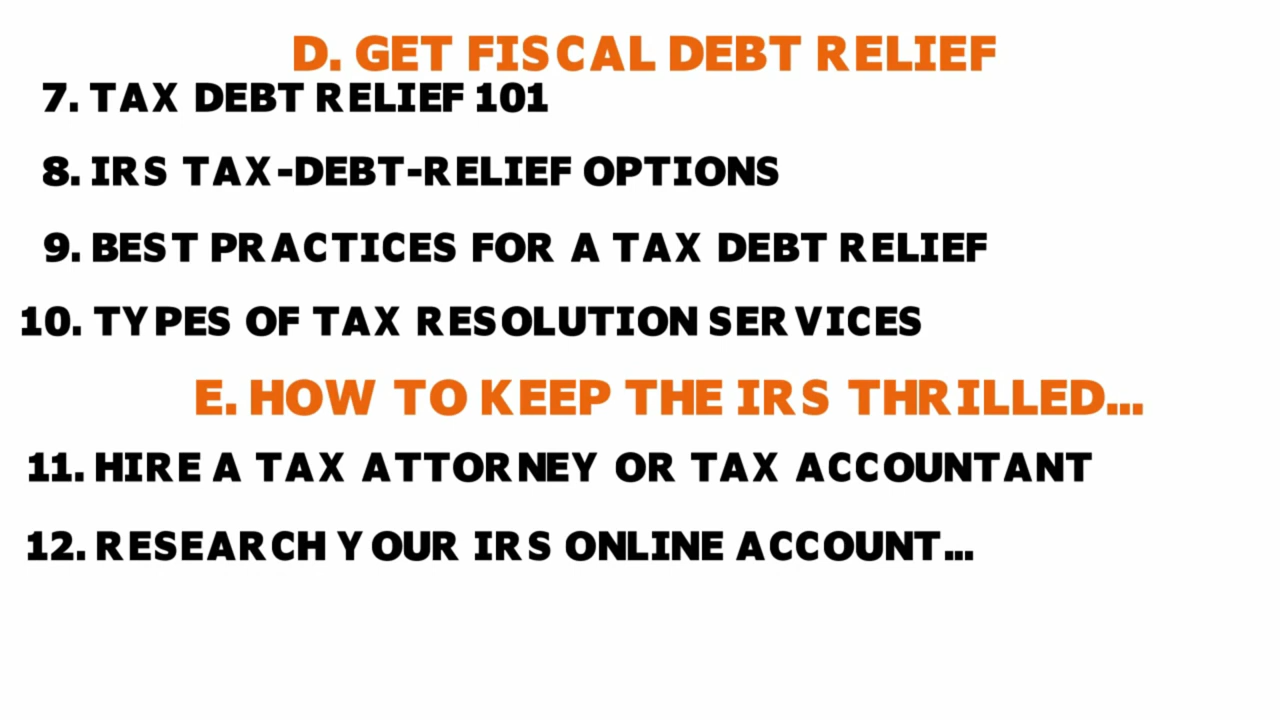 D. GET FISCAL DEBT RELIEF
7. TAX DEBT RELIEF 101
8. IRS TAX-DEBT-RELIEF OPTIONS
9. BEST PRACTICES FOR A TAX DEBT RELIEF
10. TYPES OF TAX RESOLUTION SERVICES
E. HOW TO KEEP THE IRS THRILLED...
11. HIRE A TAX ATTORNEY OR TAX ACCOUNTANT
12. RESEARCH YOUR IRS ONLINE ACCOUNT...